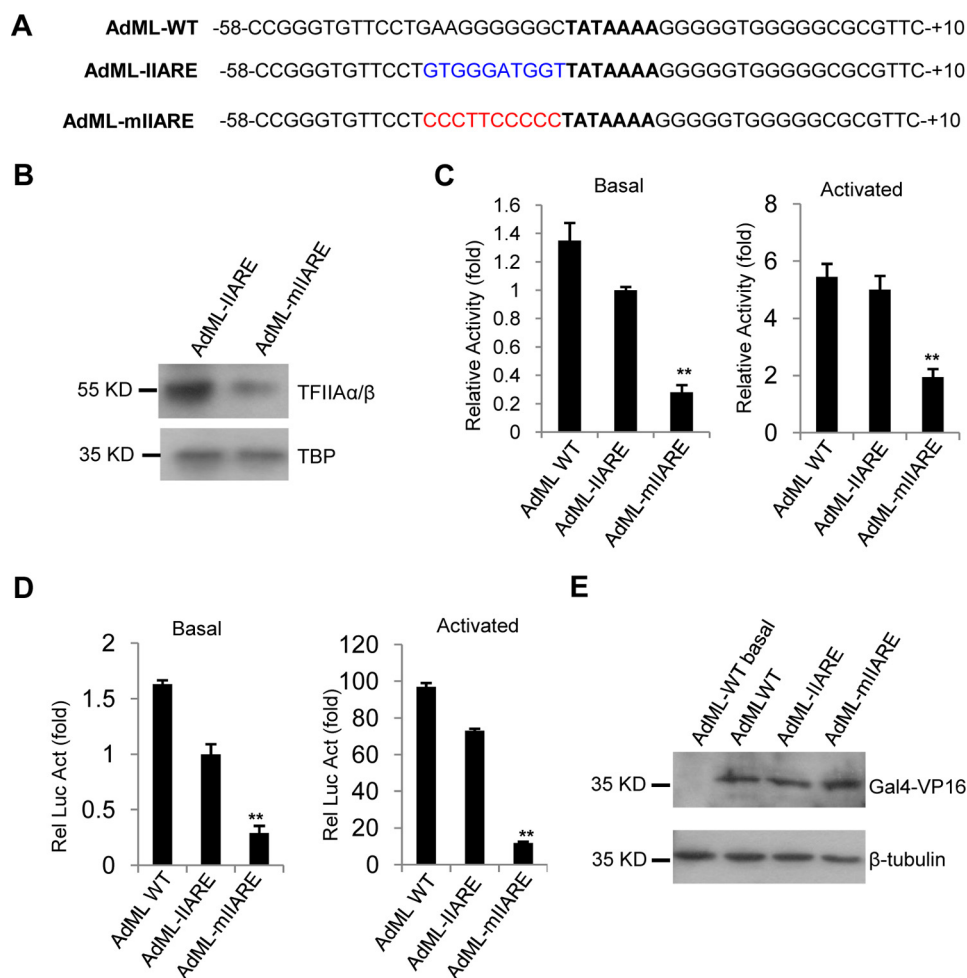 A
AdML-WT -58-CCGGGTGTTCCTGAAGGGGGGCTATAAAAGGGGGTGGGGGCGCGTTC-+10
AdML-IIARE -58-CCGGGTGTTCCTGTGGGATGGTTATAAAAGGGGGTGGGGGCGCGTTC-+10
AdML-mIIARE -58-CCGGGTGTTCCTCCCTTCCCCCTATAAAAGGGGGTGGGGGCGCGTTC-+10
B
AdML-IIARE
AdML-mIIARE
55 KD
TFIIAα/β
35 KD
TBP
C
Basal
Relative Activity (fold)
1.6
1.4
1.2
1
0.8
0.6
0.4
0.2
0
**
AdML WT
AdML-IIARE
AdML-mIIARE
Activated
Relative Activity (fold)
8
6
4
2
0
**
AdML WT
AdML-IIARE
AdML-mIIARE
D
Basal
Rel Luc Act (fold)
2
1.5
1
0.5
0
**
AdML WT
AdML-IIARE
AdML-mIIARE
Activated
Rel Luc Act (fold)
120
100
80
60
40
20
0
**
AdML WT
AdML-IIARE
AdML-mIIARE
E
AdML-WT basal
AdMLWT
AdML-IIARE
AdML-mIIARE
35 KD
Gal4-VP16
35 KD
β-tubulin